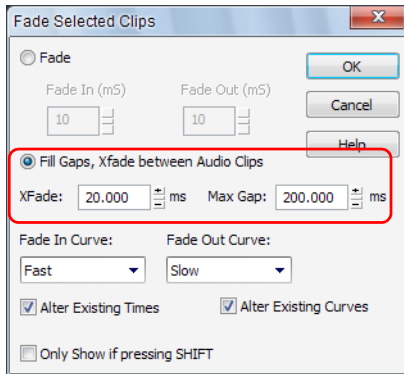 Fade Selected Clips
Fade
OK
Fade In (mS) Fade Out (mS)
10 10
Cancel
Help
Fill Gaps, Xfade between Audio Clips
XFade: 20.000 ms Max Gap: 200.000 ms
Fade In Curve: Fade Out Curve:
Fast Slow
Alter Existing Times Alter Existing Curves
Only Show if pressing SHIFT